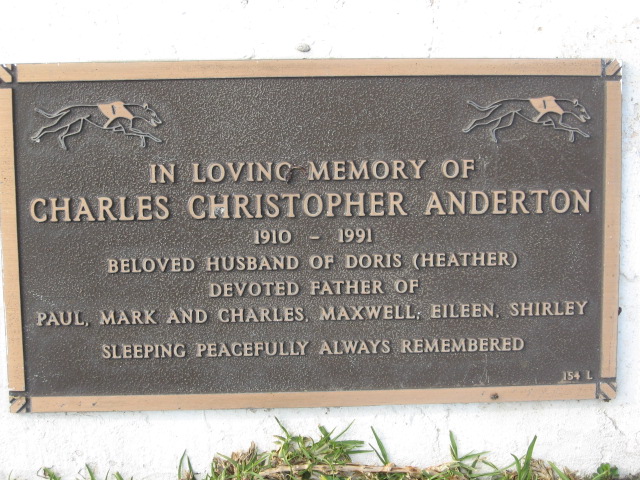 IN LOVING MEMORY OF
CHARLES CHRISTOPHER ANDERTON
1910 - 1991
BELOVED HUSBAND OF DORIS (HEATHER)
DEVOTED FATHER OF
PAUL, MARK AND CHARLES, MAXWELL, EILEEN, SHIRLEY
SLEEPING PEACEFULLY ALWAYS REMEMBERED
154 L